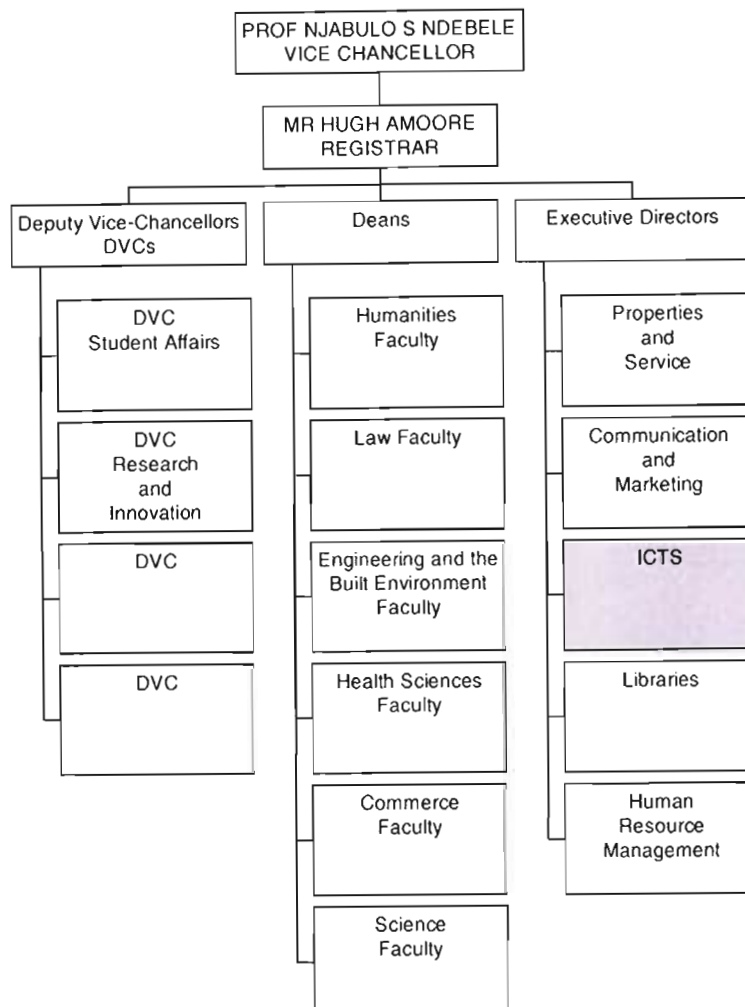 PROF NJABULO S NDEBELE
VICE CHANCELLOR
MR HUGH AMOORE
REGISTRAR
Deputy Vice-Chancellors
DVCs
DVC
Student Affairs
DVC
Research
and
Innovation
DVC
DVC
Deans
Humanities
Faculty
Law Faculty
Engineering and the
Built Environment
Faculty
Health Sciences
Faculty
Commerce
Faculty
Science
Faculty
Executive Directors
Properties
and
Service
Communication
and
Marketing
ICTS
Libraries
Human
Resource
Management